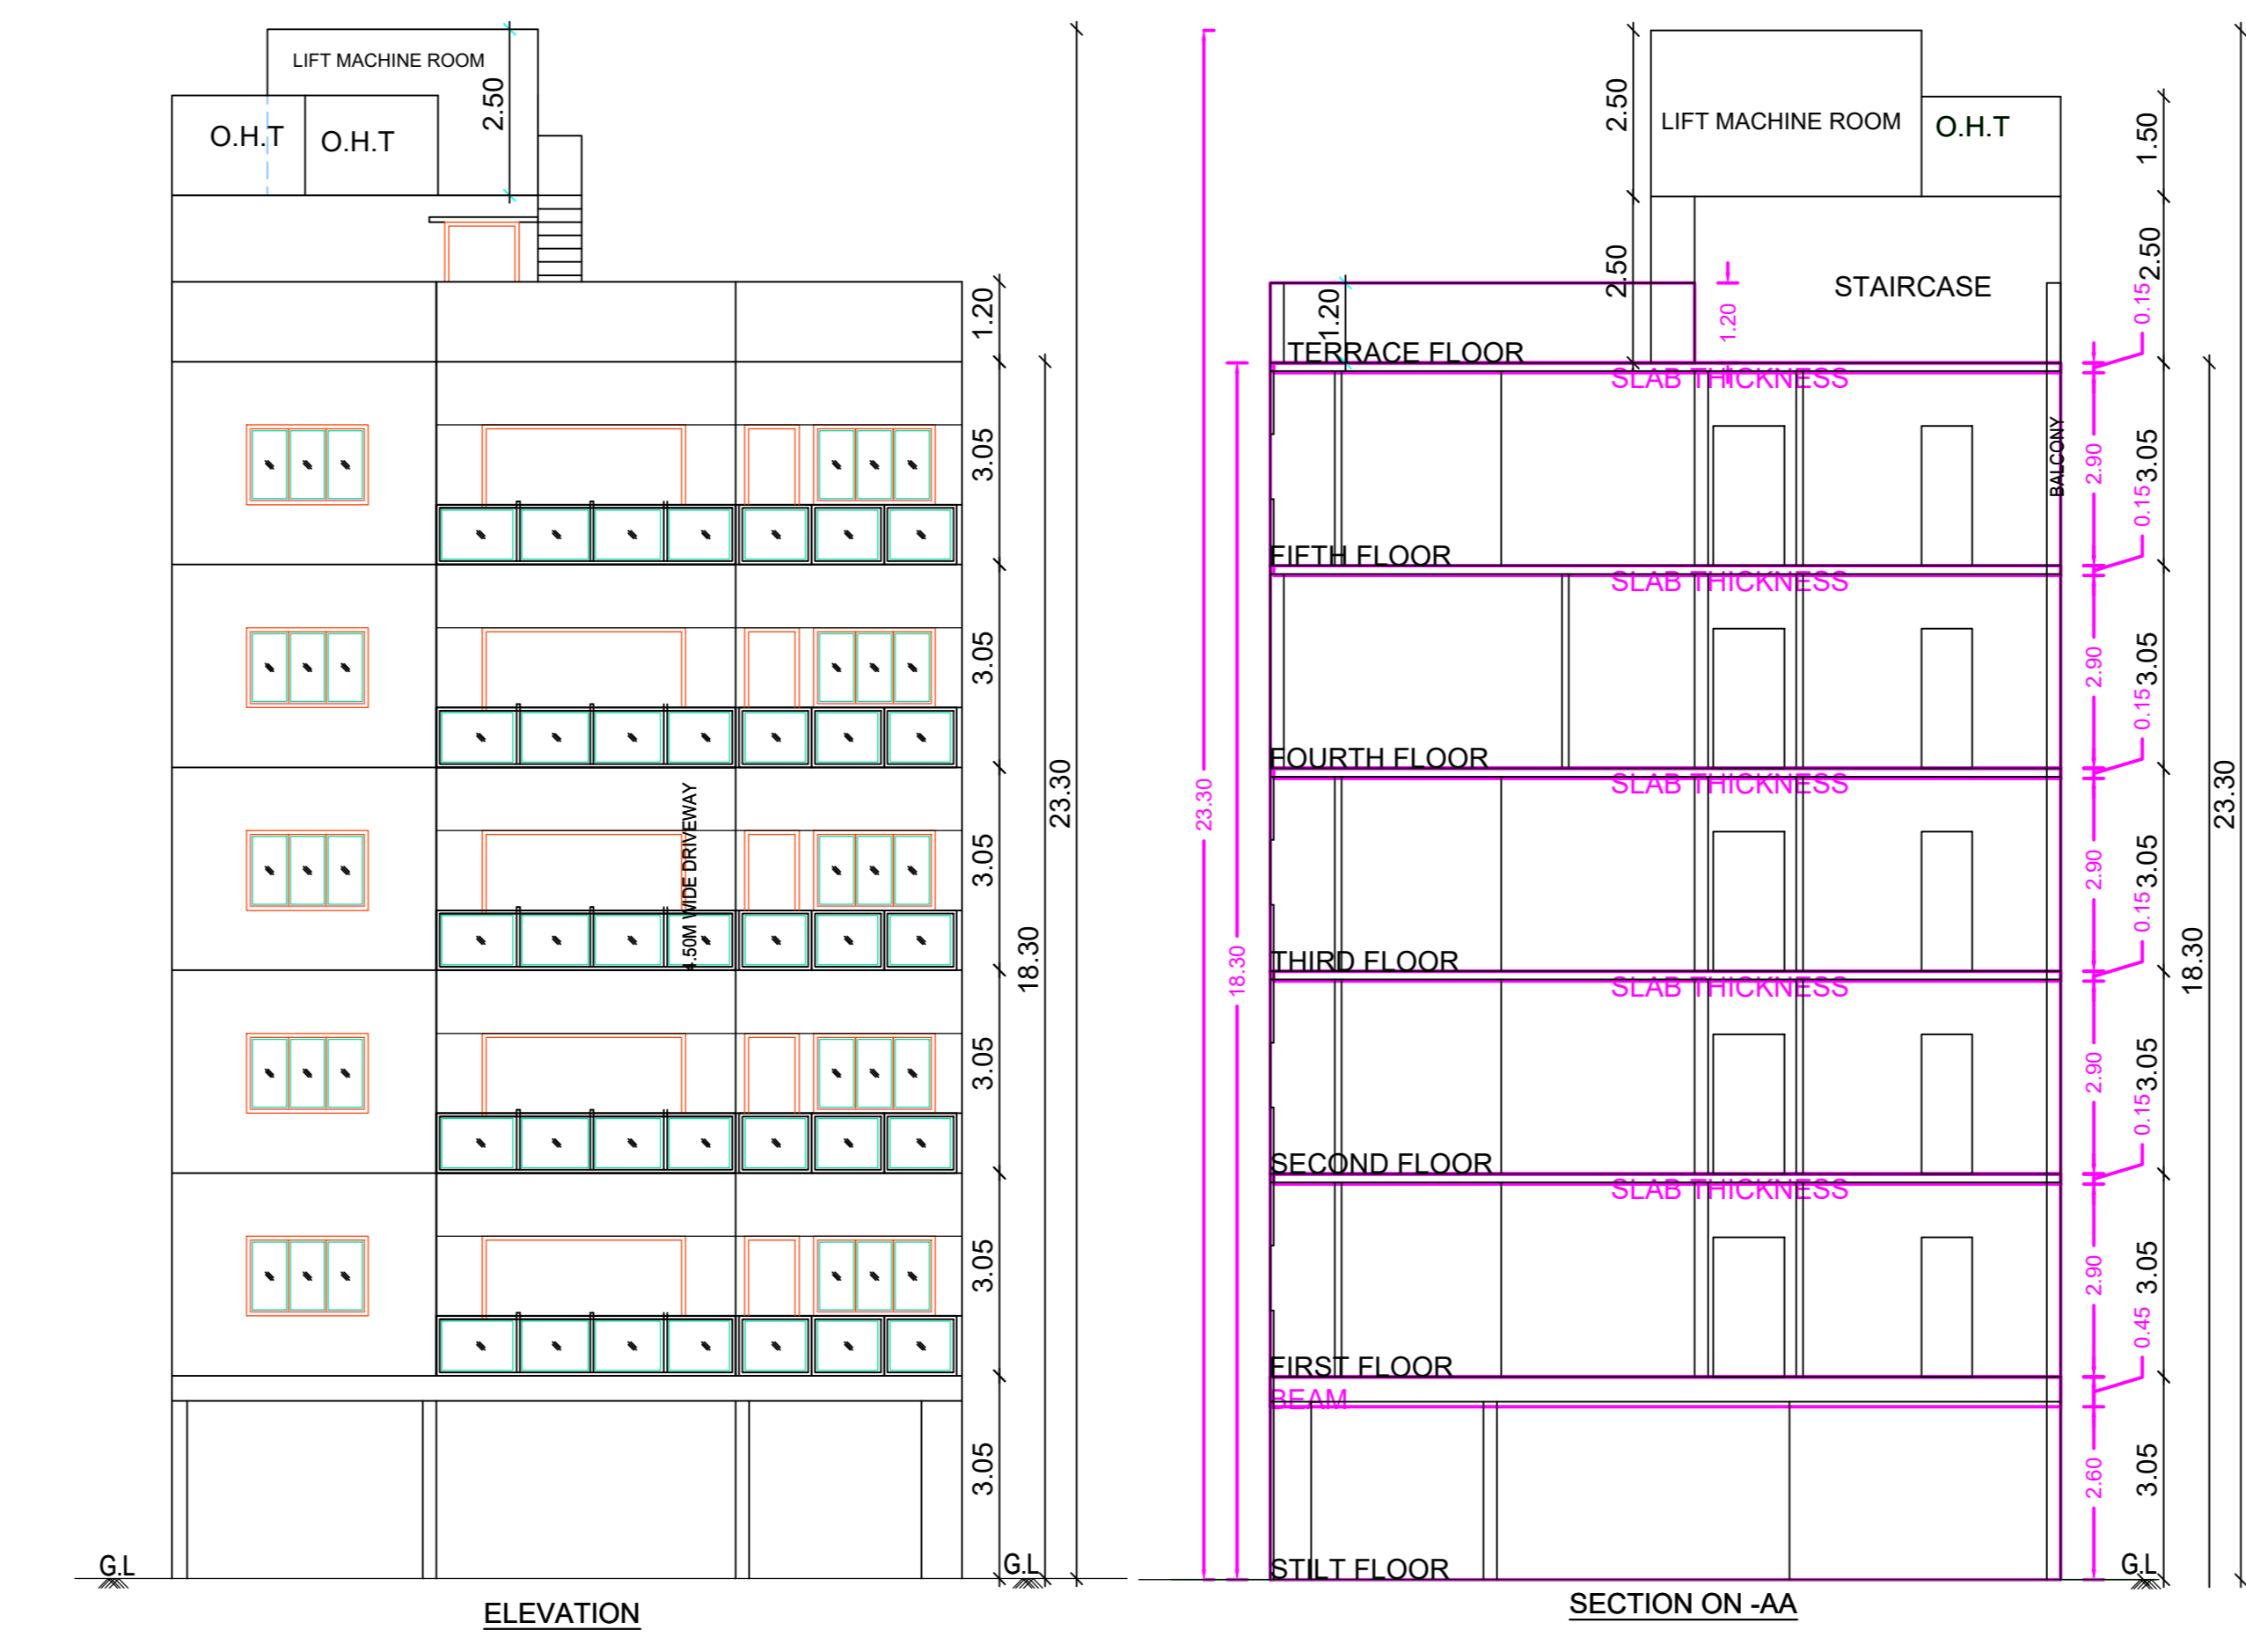 LIFT MACHINE ROOM
2.50
O.H.T
O.H.T
1.20
3.05
3.05
3.05
3.05
3.05
3.05
18.30
23.30
4.50M WIDE DRIVEWAY
G.L
G.L
ELEVATION
23.30
18.30
2.50
LIFT MACHINE ROOM
O.H.T
1.50
2.50
STAIRCASE
2.50
1.20
1.20
0.15
TERRACE FLOOR
SLAB THICKNESS
BALCONY
2.90
3.05
0.15
FIFTH FLOOR
SLAB THICKNESS
2.90
3.05
0.15
FOURTH FLOOR
SLAB THICKNESS
2.90
3.05
0.15
THIRD FLOOR
SLAB THICKNESS
2.90
3.05
0.15
SECOND FLOOR
SLAB THICKNESS
2.90
3.05
0.45
FIRST FLOOR
BEAM
2.60
3.05
STILT FLOOR
G.L
18.30
23.30
SECTION ON -AA